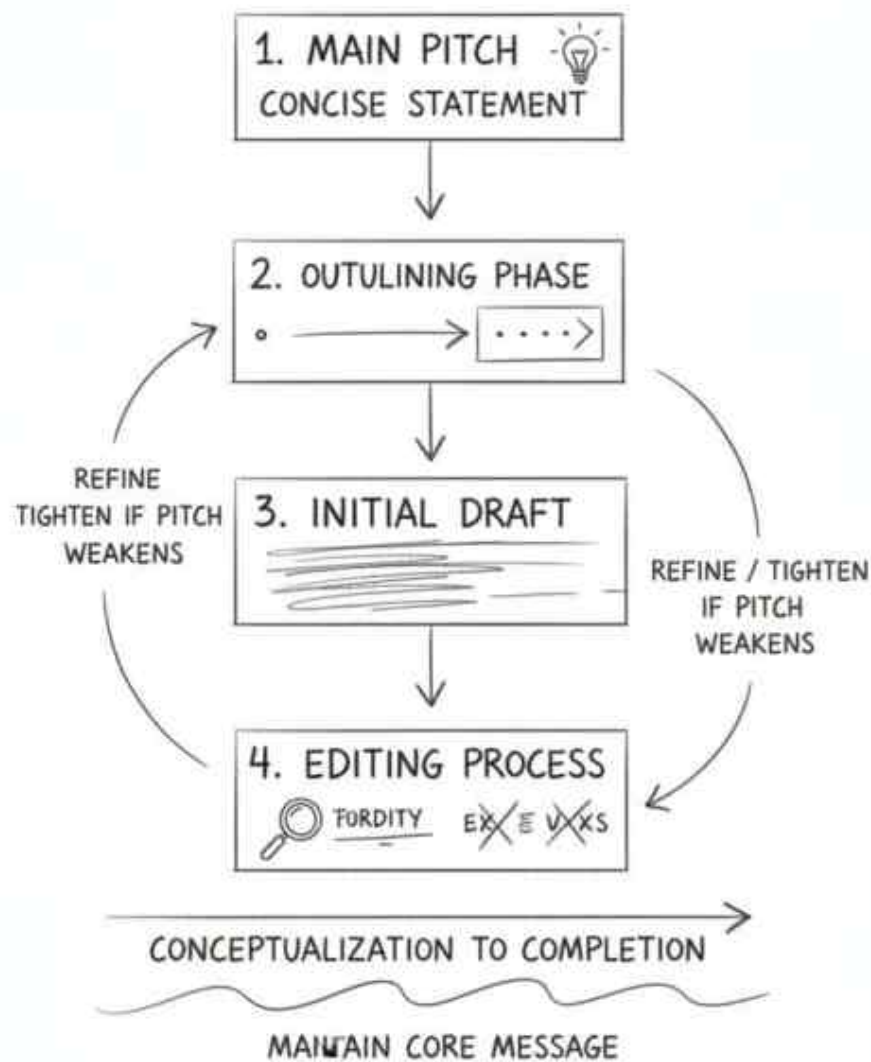 1. MAIN PITCH
CONCISE STATEMENT
2. OUTULINING PHASE
REFINE
TIGHTEN IF PITCH
WEAKENS
3. INITIAL DRAFT
REFINE / TIGHTEN
IF PITCH
WEAKENS
4. EDITING PROCESS
FORDITY
CONCEPTUALIZATION TO COMPLETION
CORE MESSAGE